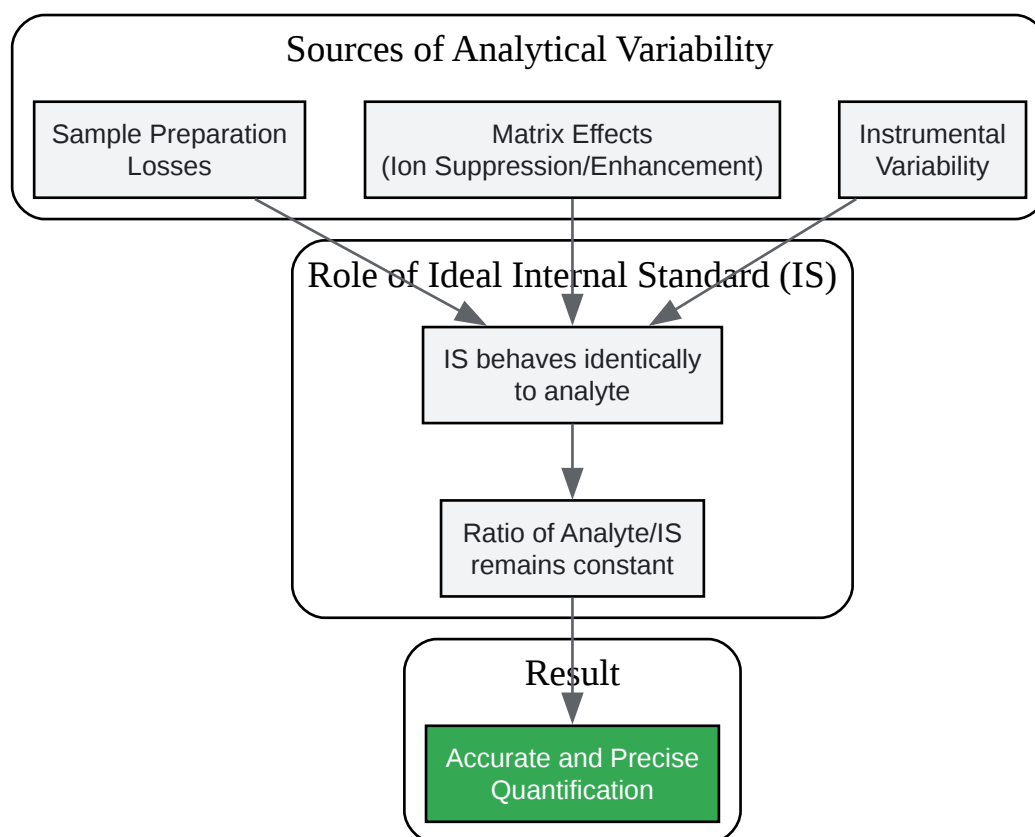 Sources of Analytical Variability
Sample Preparation
Losses
Matrix Effects
(Ion Suppression/Enhancement)
Instrumental
Variability
Role of Ideal Internal Standard (IS)
IS behaves identically
to analyte
Ratio of Analyte/IS
remains constant
Result
Accurate and Precise
Quantification